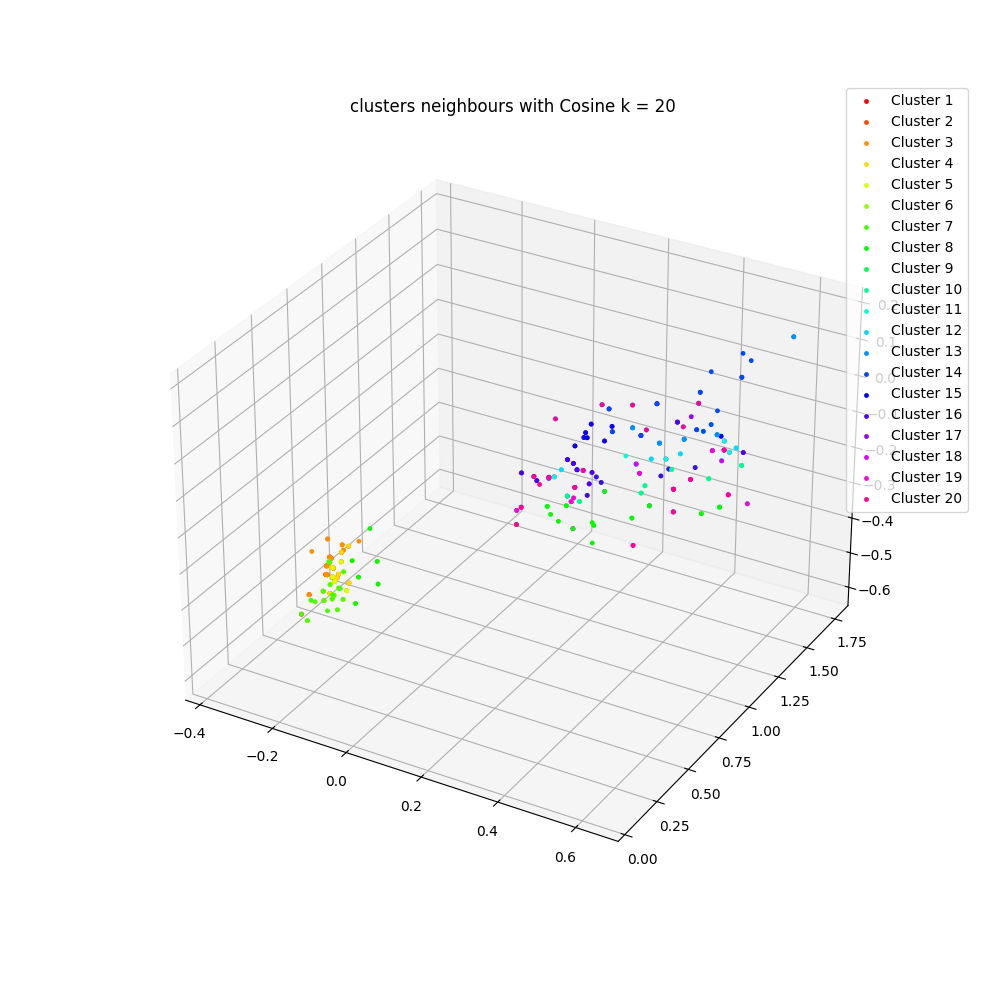 clusters neighbours with Cosine k = 20
Cluster 1
Cluster 2
Cluster 3
Cluster 4
Cluster 5
Cluster 6
Cluster 7
Cluster 8
Cluster 9
Cluster 10
Cluster 11
Cluster 12
Cluster 13
Cluster 14
Cluster 15
Cluster 16
Cluster 17
Cluster 18
Cluster 19
Cluster 20
0.1
0.0
−0.4
−0.5
−0.6
1.75
1.50
1.25
1.00
0.75
0.50
0.25
0.00
−0.4
−0.2
0.0
0.2
0.4
0.6